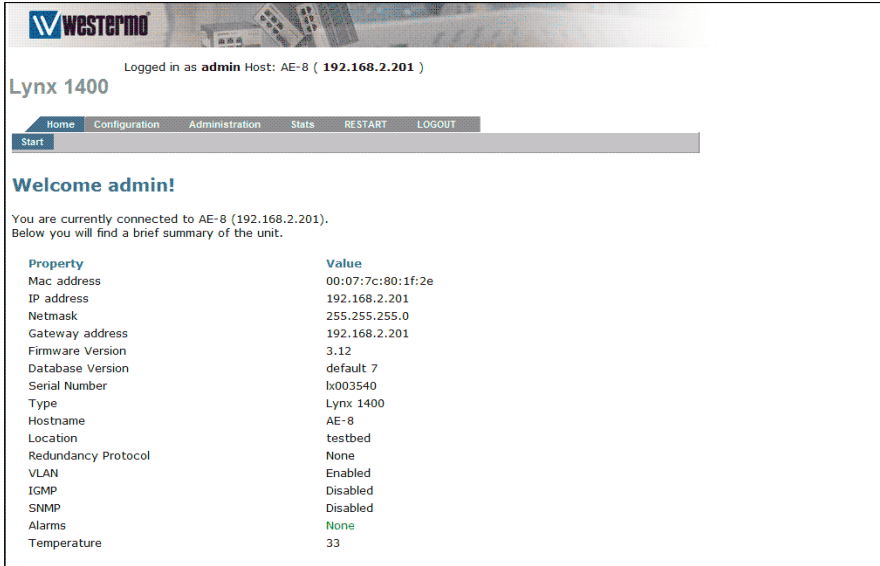 westermo
Logged in as admin Host: AE-8 ( 192.168.2.201 )
Lynx 1400
Home Configuration Administration Stats RESTART LOGOUT
Start
Welcome admin!
You are currently connected to AE-8 (192.168.2.201).
Below you will find a brief summary of the unit.
Property Value
Mac address 00:07:7c:80:1f:2e
IP address 192.168.2.201
Netmask 255.255.255.0
Gateway address 192.168.2.201
Firmware Version 3.12
Database Version default 7
Serial Number lx003540
Type Lynx 1400
Hostname AE-8
Location testbed
Redundancy Protocol None
VLAN Enabled
IGMP Disabled
SNMP Disabled
Alarms None
Temperature 33